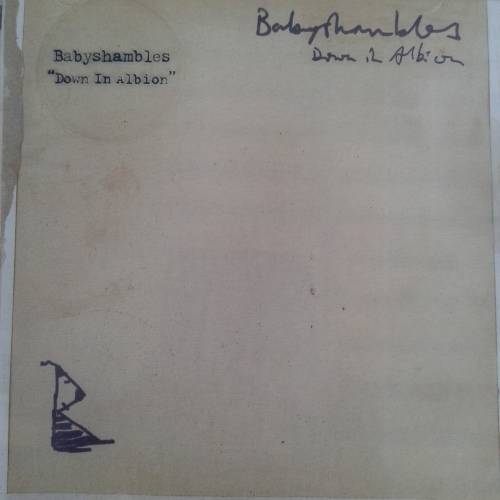 Babyshambles
"Down In Albion"
Babyshambles
Down in Albion
B